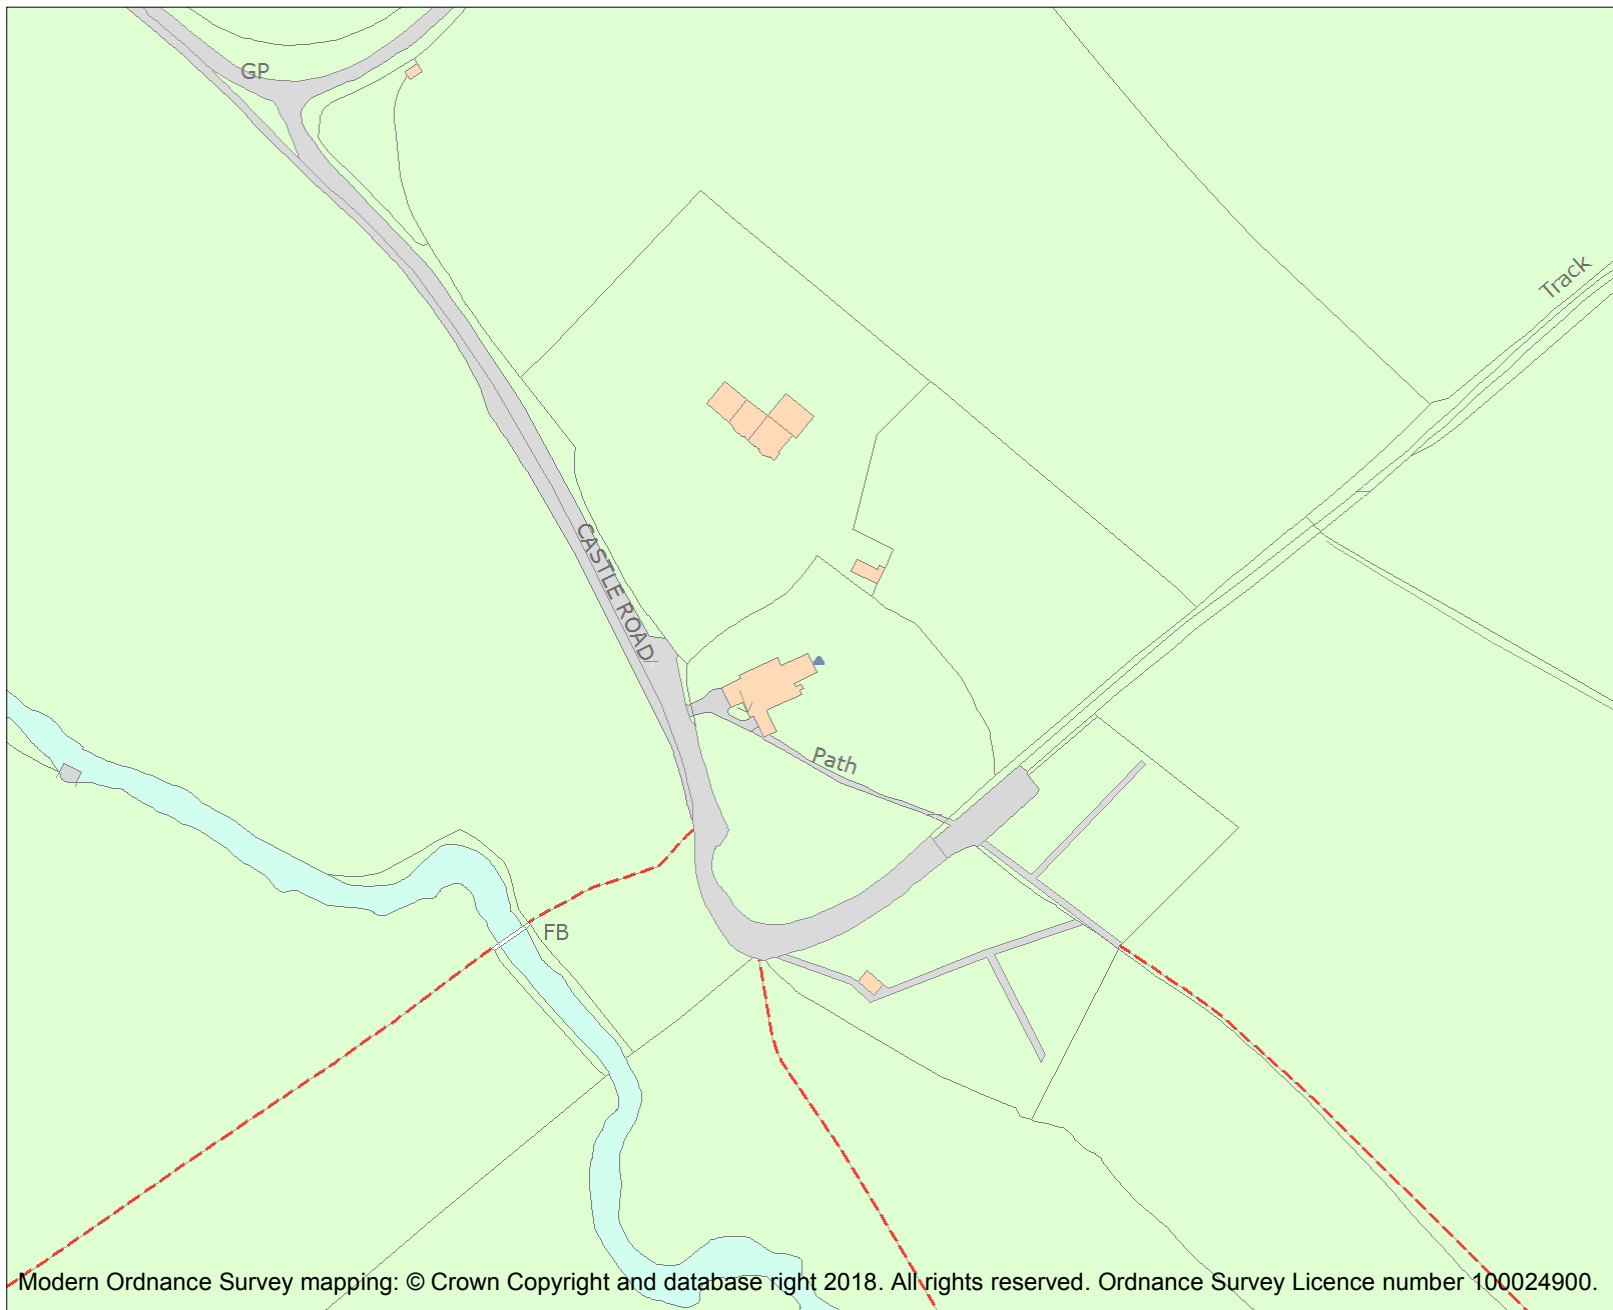 GP
Track
CASTLE ROAD
Path
FB
Modern Ordnance Survey mapping: © Crown Copyright and database right 2018. All rights reserved. Ordnance Survey Licence number 100024900.